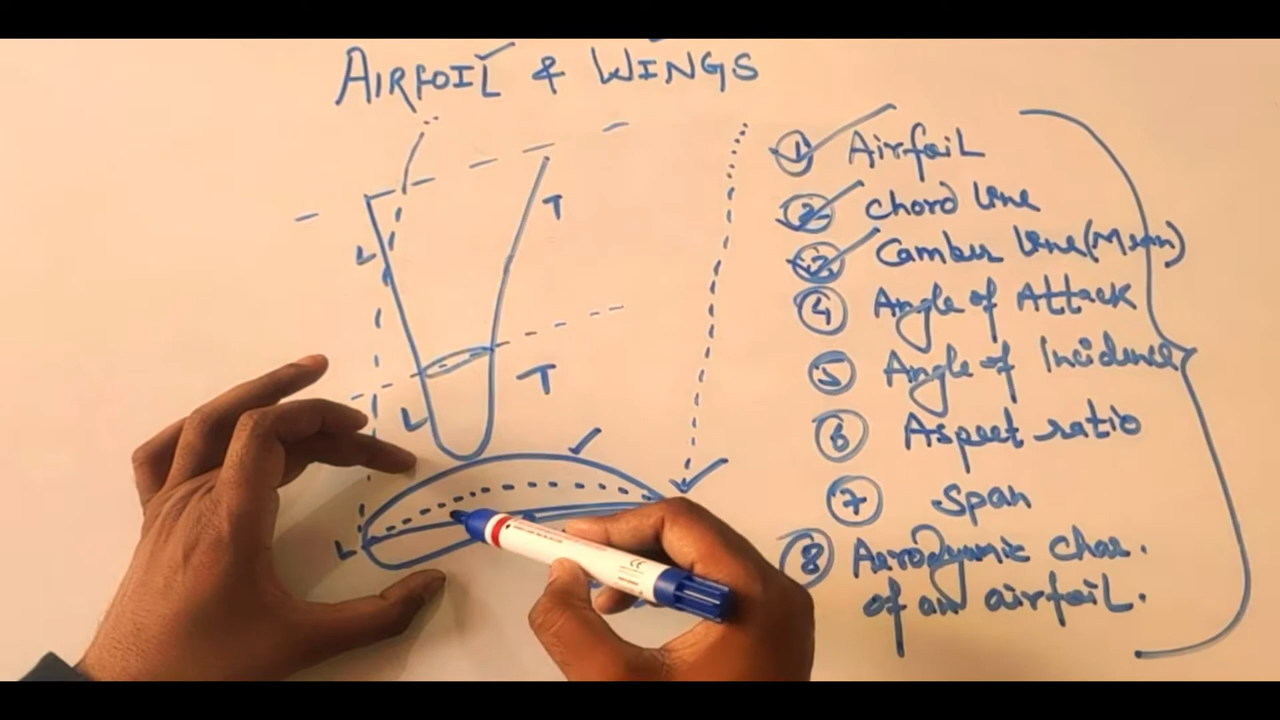 AIRFOIL & WINGS
① Airfoil
② chord line
③ Camber line (Mean)
④ Angle of Attack
⑤ Angle of Incidence
⑥ Aspect ratio
⑦ Span
⑧ Aerodynamic char.
of an airfoil.
L
T
L
T
L